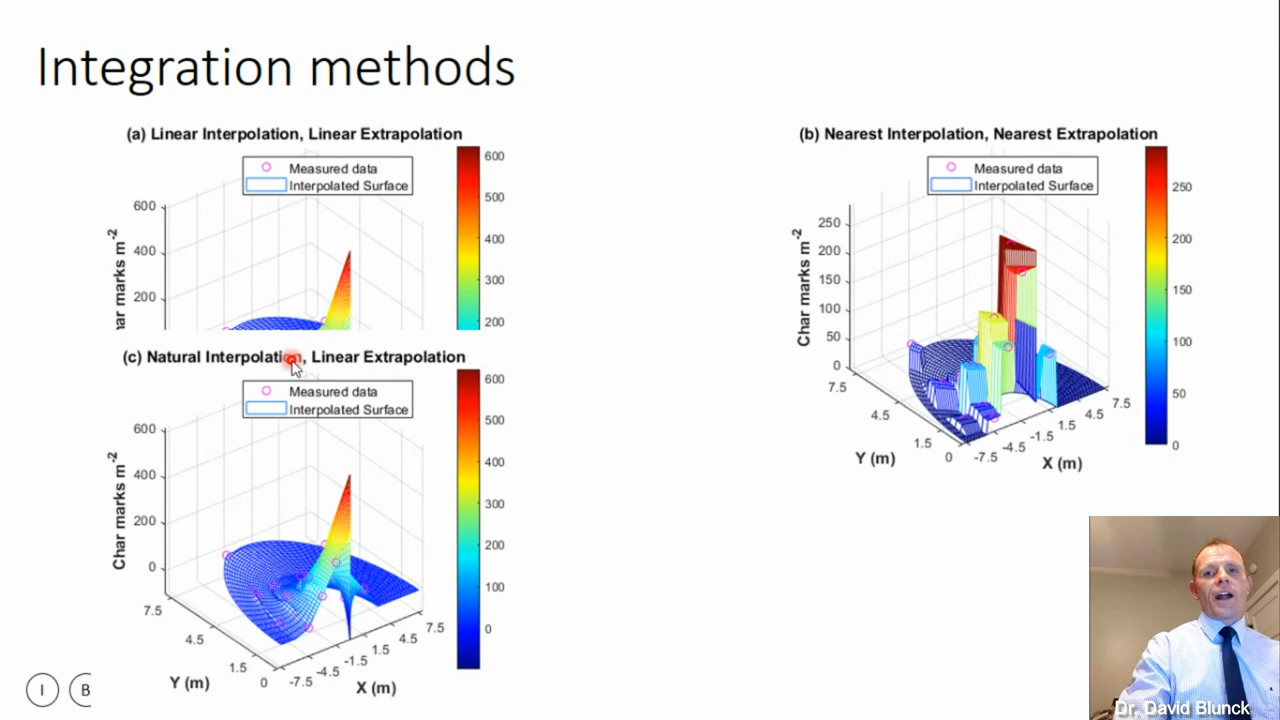 Integration methods
(a) Linear Interpolation, Linear Extrapolation
Measured data
Interpolated Surface
600
400
200
ar marks m-2
600
500
400
300
200
(b) Nearest Interpolation, Nearest Extrapolation
Measured data
Interpolated Surface
250
200
150
100
50
0
Char marks m-2
7.5
4.5
1.5
0
Y (m)
-7.5
-4.5
-1.5
1.5
4.5
7.5
X (m)
250
200
150
100
50
0
(c) Natural Interpolation, Linear Extrapolation
Measured data
Interpolated Surface
600
400
200
0
Char marks m-2
7.5
4.5
1.5
0
Y (m)
-7.5
-4.5
-1.5
1.5
4.5
7.5
X (m)
600
500
400
300
200
100
0
I B
Dr. David Blunck